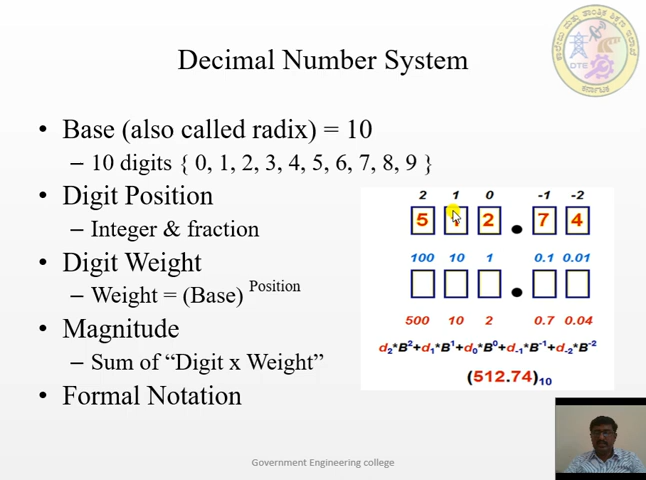 Decimal Number System
• Base (also called radix) = 10
– 10 digits { 0, 1, 2, 3, 4, 5, 6, 7, 8, 9 }
• Digit Position
– Integer & fraction
• Digit Weight
– Weight = (Base) Position
• Magnitude
– Sum of “Digit x Weight”
• Formal Notation
2 1 0 -1 -2
5 1 2 . 7 4
100 10 1 0.1 0.01
500 10 2 0.7 0.04
d2*B2+d1*B1+d0*B0+d-1*B-1+d-2*B-2
(512.74)10
DTE
Government Engineering college